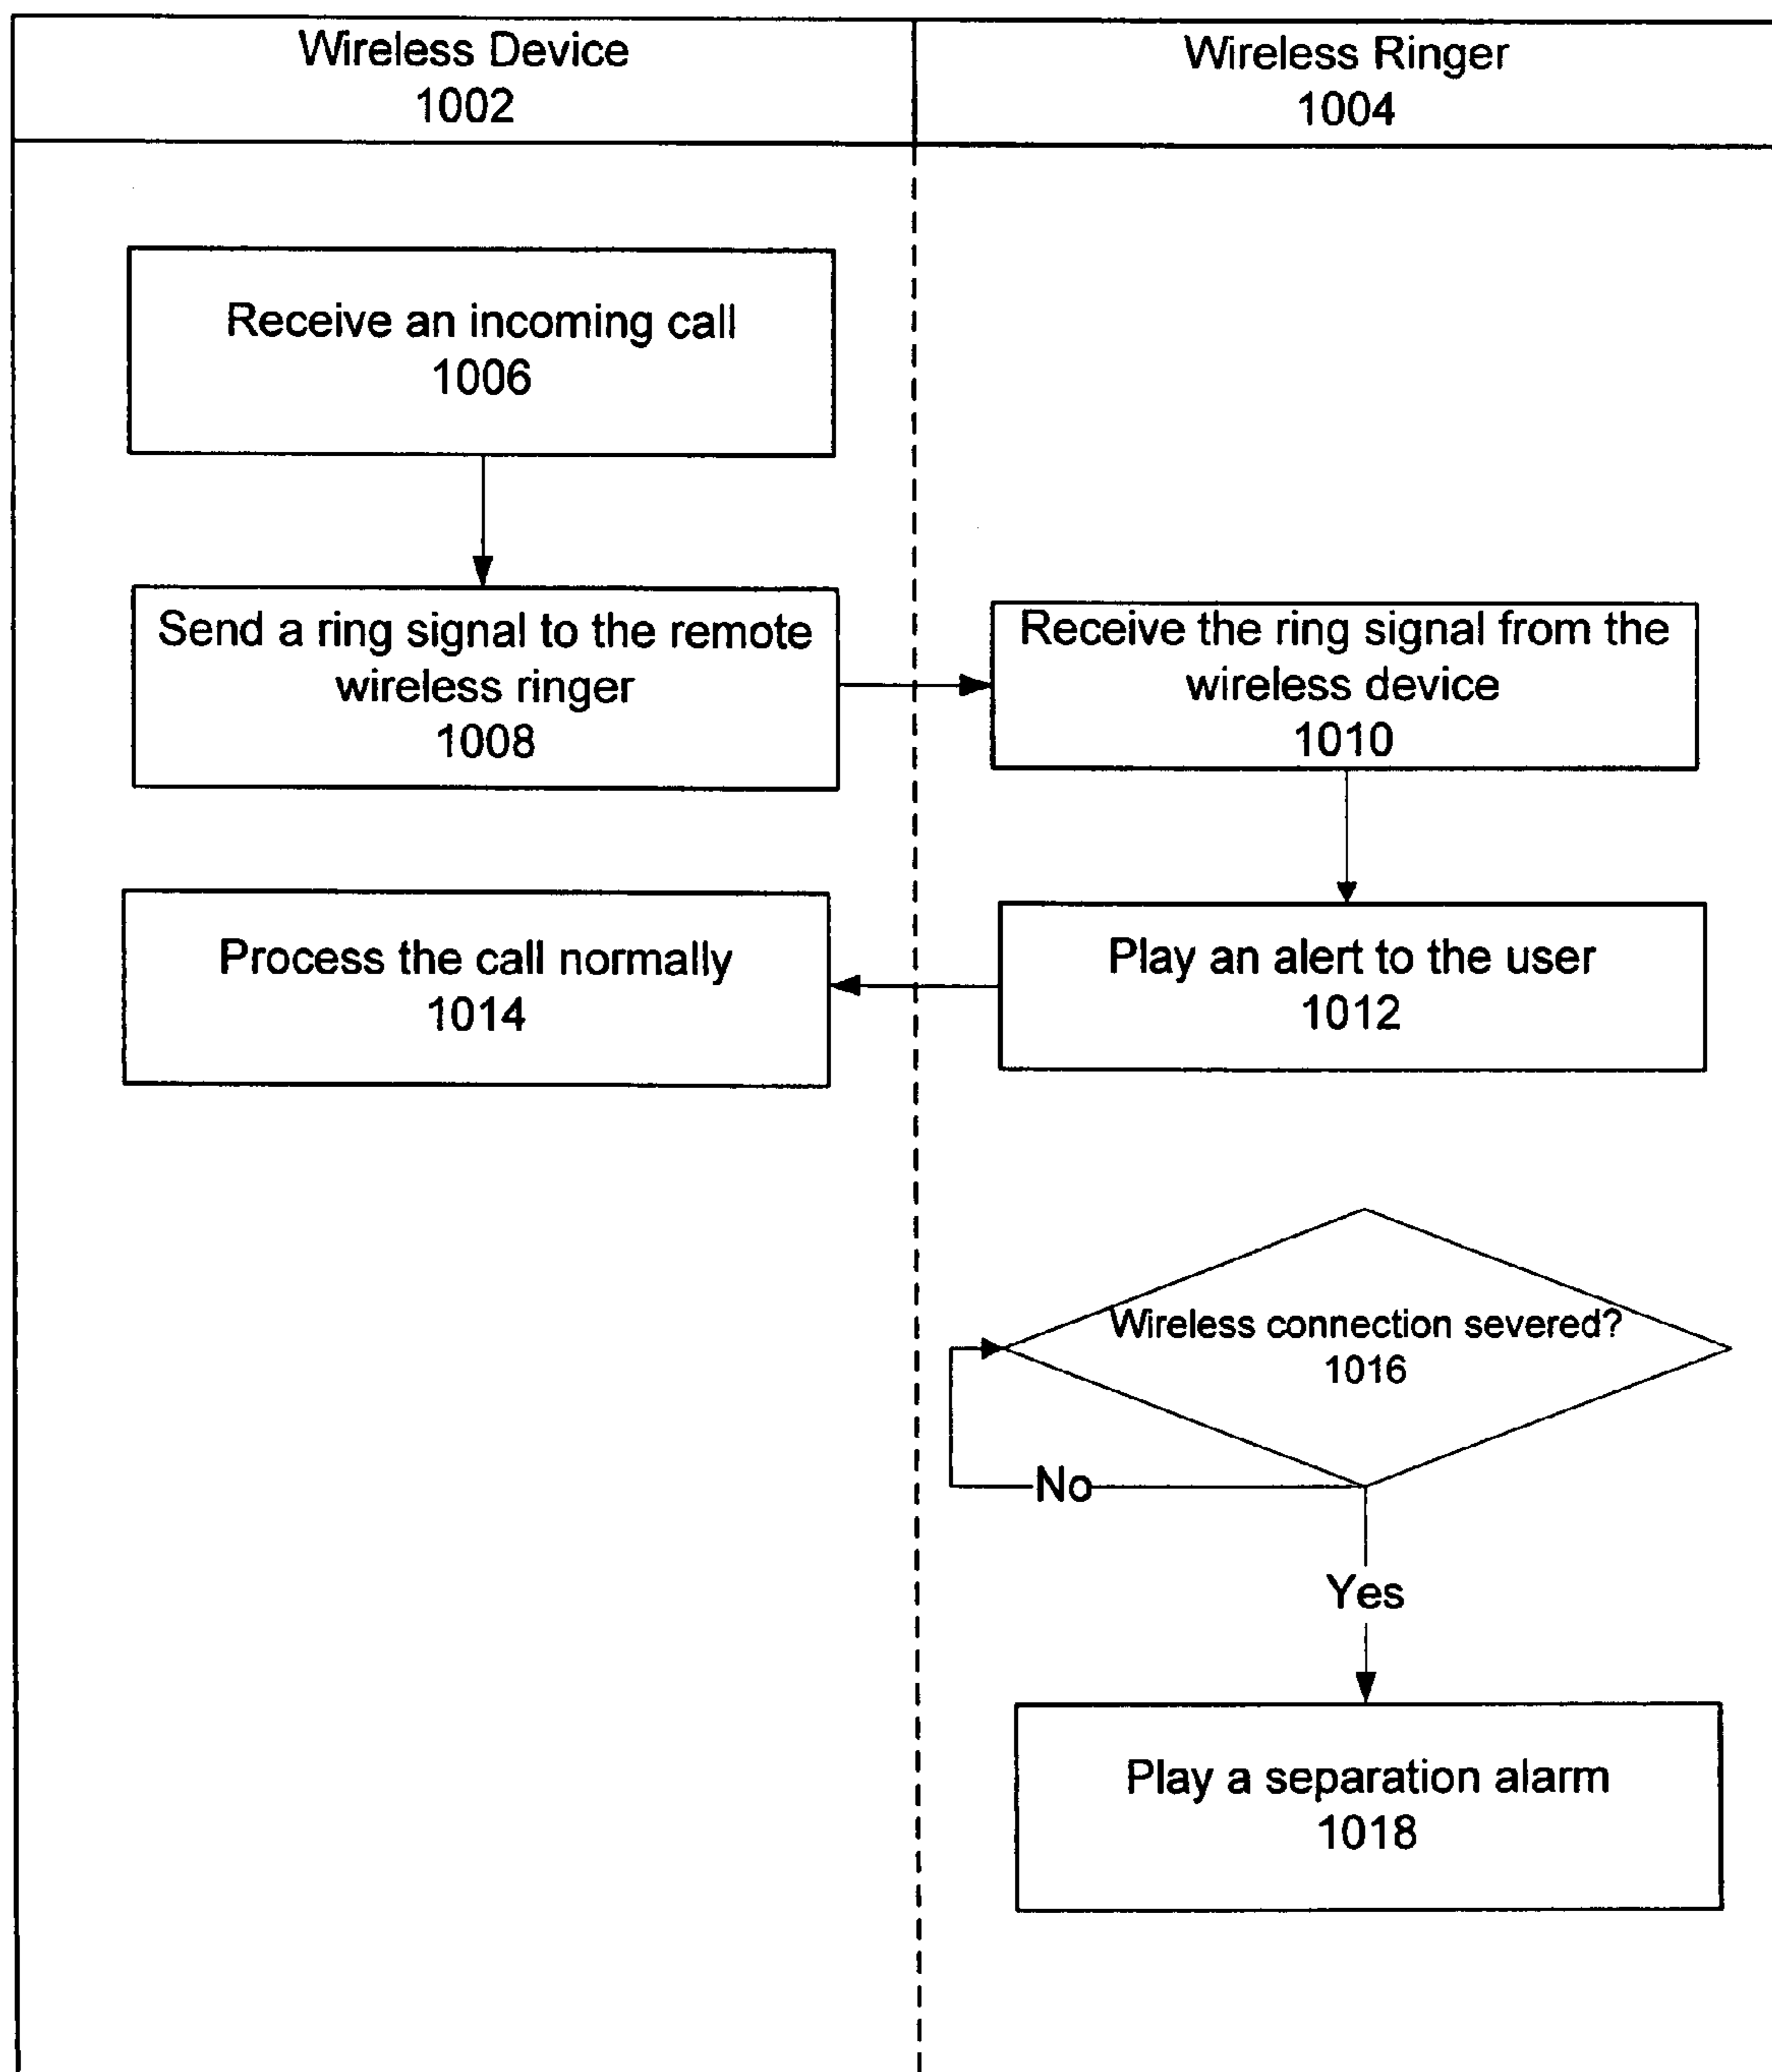 Wireless Device
1002
Wireless Ringer
1004
Receive an incoming call
1006
Send a ring signal to the remote
wireless ringer
1008
Receive the ring signal from the
wireless device
1010
Process the call normally
1014
Play an alert to the user
1012
Wireless connection severed?
1016
No
Yes
Play a separation alarm
1018